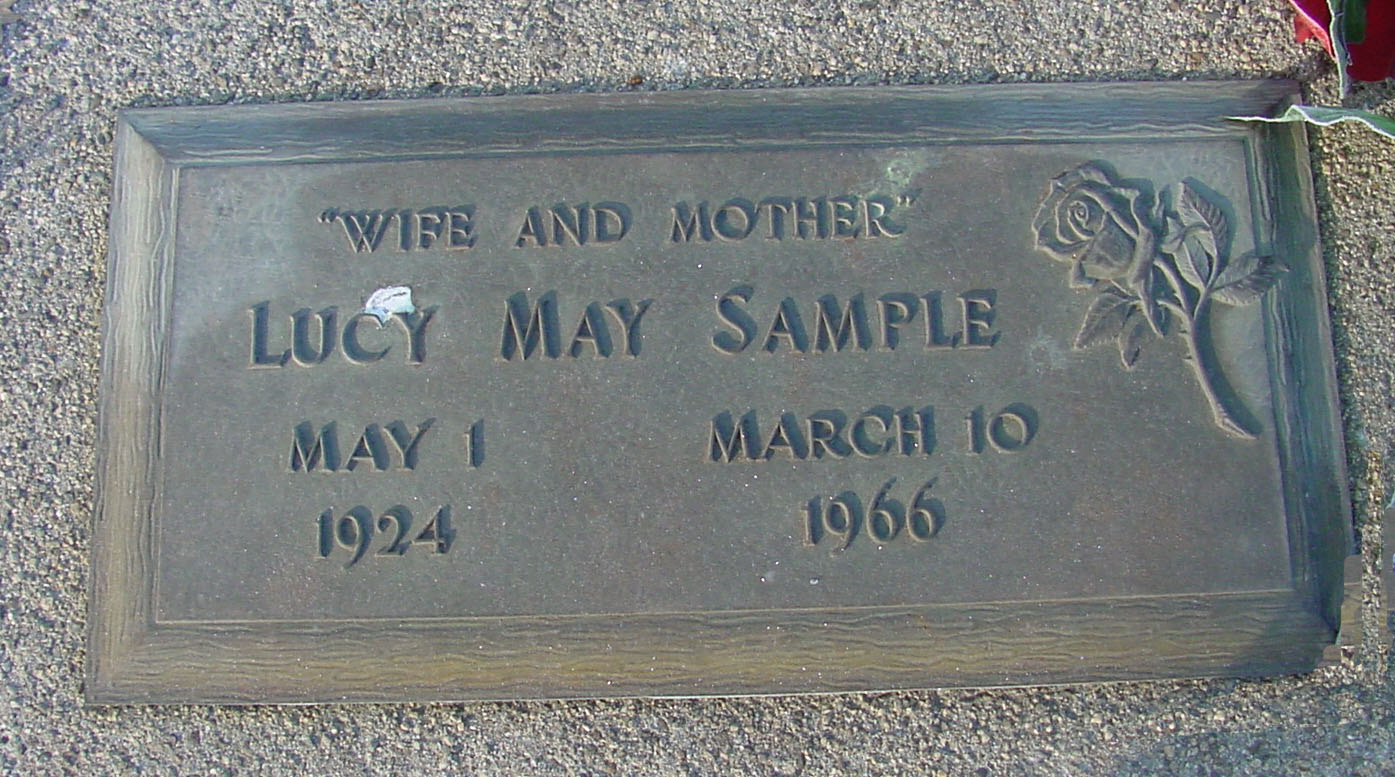 "WIFE AND MOTHER"
LUCY MAY SAMPLE
MAY 1 MARCH 10
1924 1966